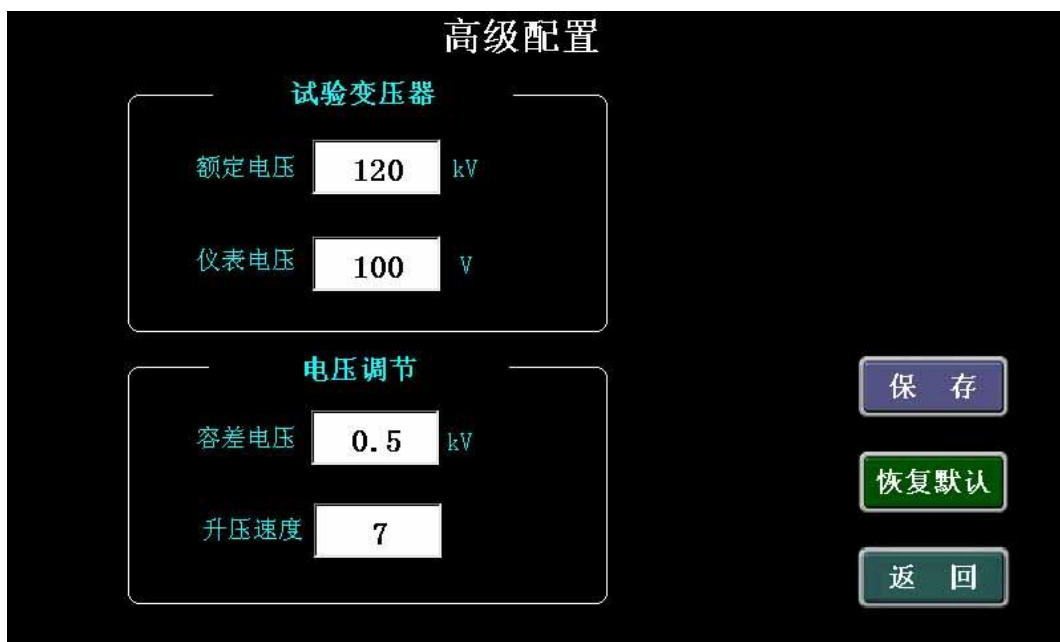 高级配置
试验变压器
额定电压 120 kV
仪表电压 100 V
电压调节
容差电压 0.5 kV
升压速度 7
保 存
恢复默认
返 回